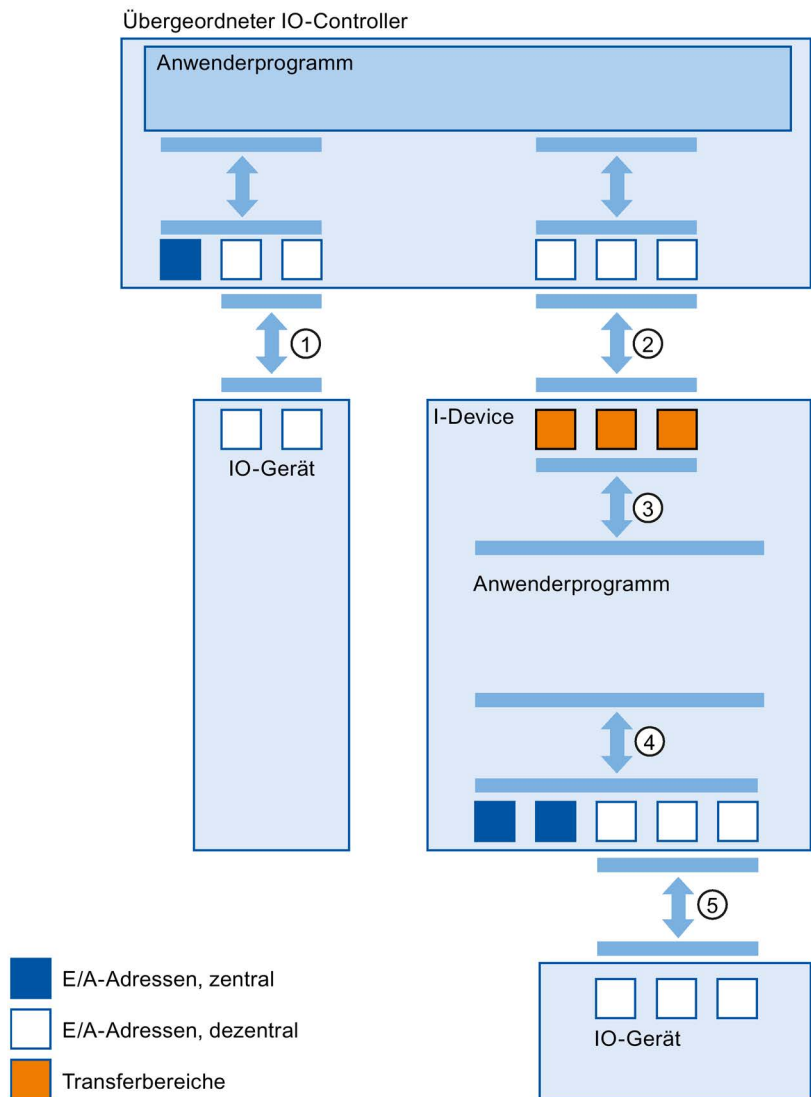 Übergeordneter IO-Controller
Anwenderprogramm
1
2
I-Device
IO-Gerät
3
Anwenderprogramm
4
5
E/A-Adressen, zentral
E/A-Adressen, dezentral
IO-Gerät
Transferbereiche